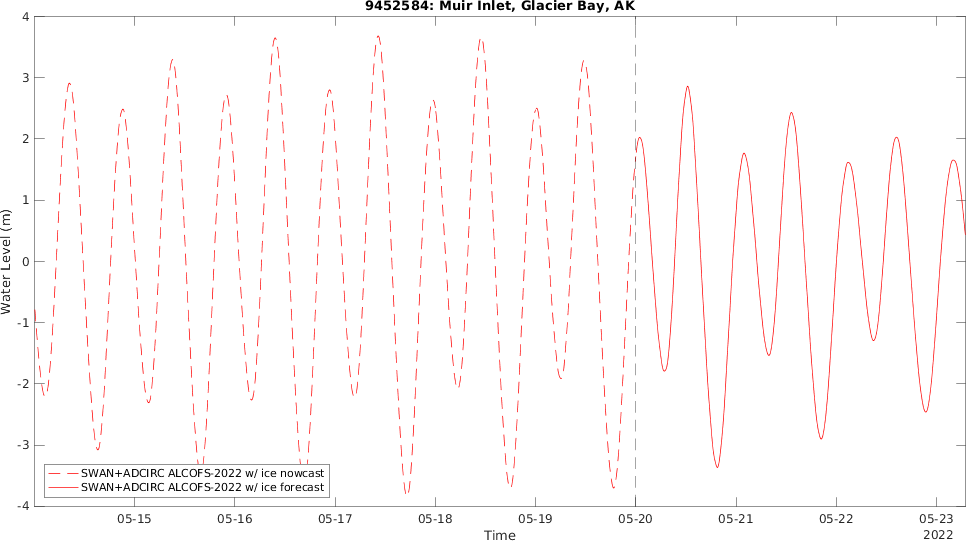 9452584: Muir Inlet, Glacier Bay, AK
4
3
2
1
0
-1
-2
-3
-4
Water Level (m)
SWAN+ADCIRC ALCOFS-2022 w/ ice nowcast
SWAN+ADCIRC ALCOFS-2022 w/ ice forecast
05-15 05-16 05-17 05-18 05-19 05-20 05-21 05-22 05-23
Time 2022